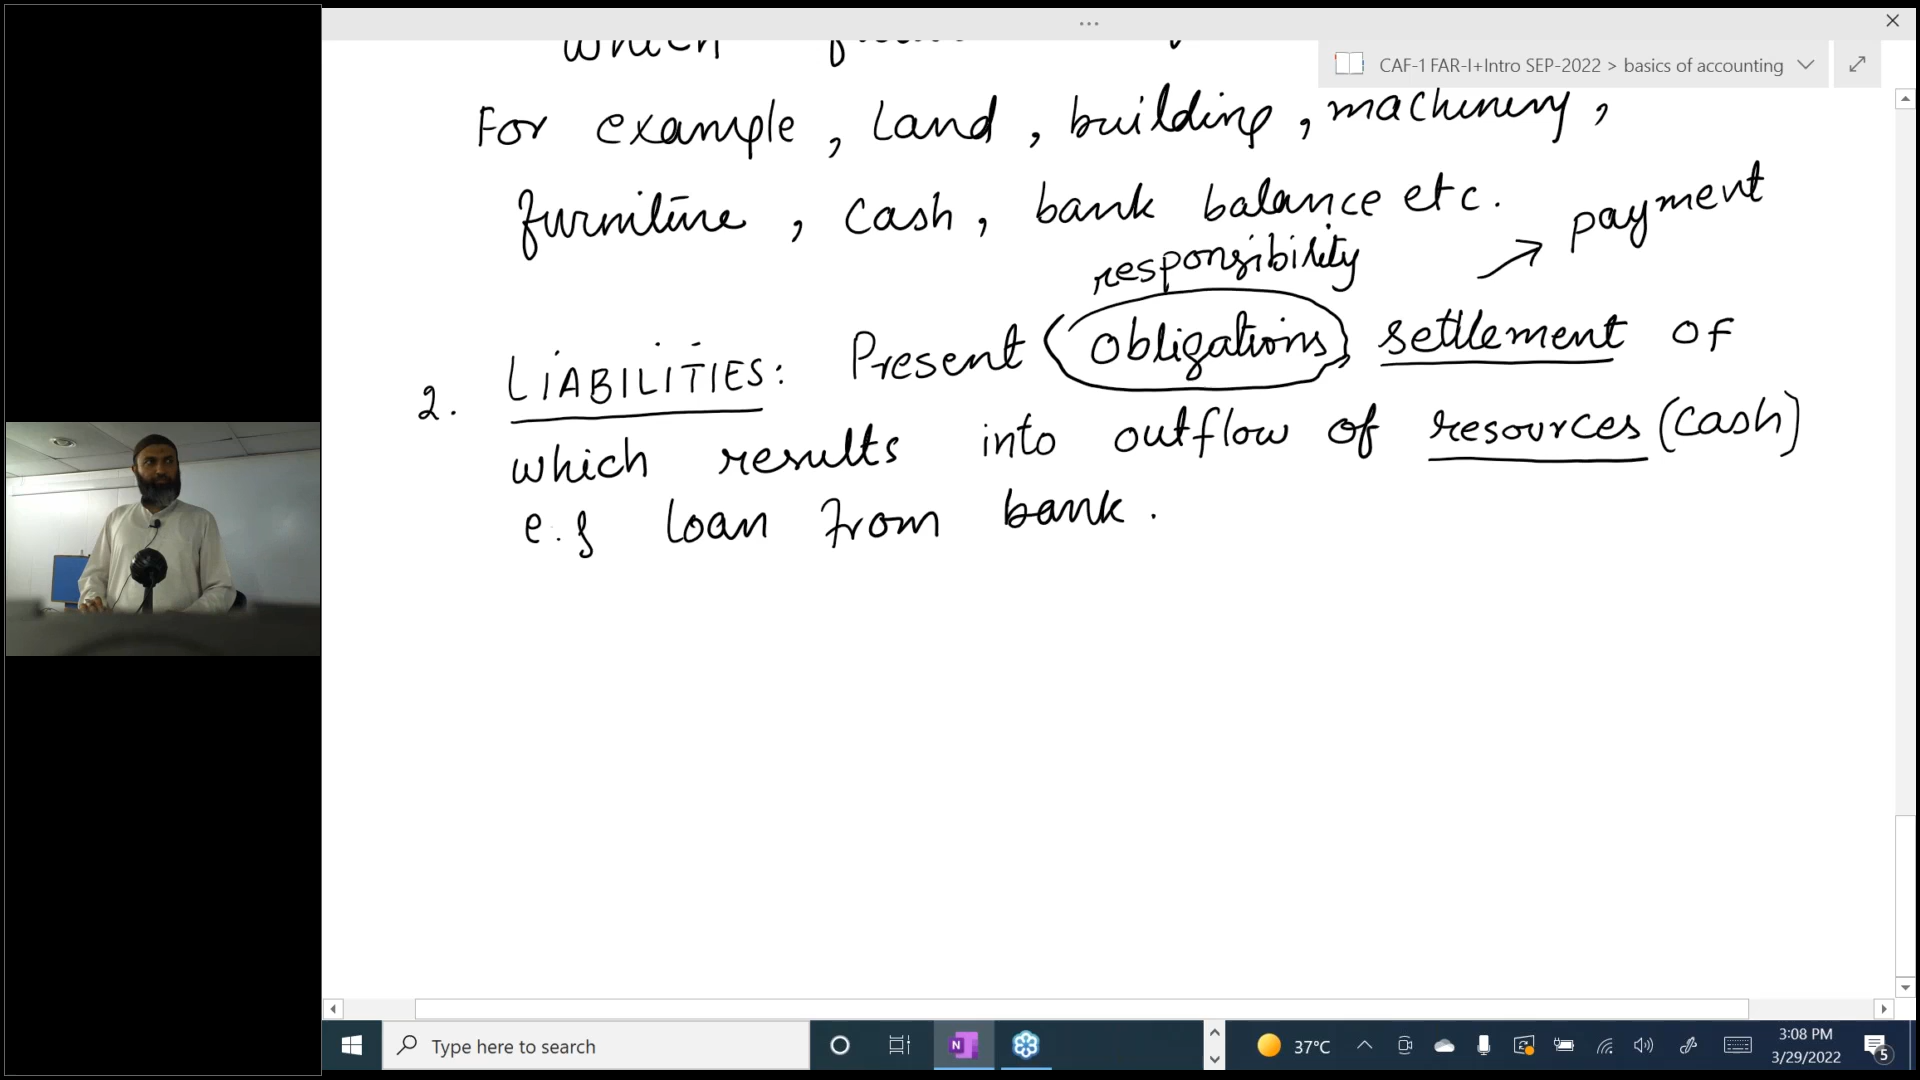 CAF-1 FAR-I+Intro SEP-2022 > basics of accounting
which
For example, Land, building, machinery,
furniture, cash, bank balance etc.
payment
responsibility
2. LIABILITIES: Present (obligations) settlement of
which results into outflow of resources (cash)
e.g loan from bank.
N
Type here to search
37°C
3:08 PM
3/29/2022
5